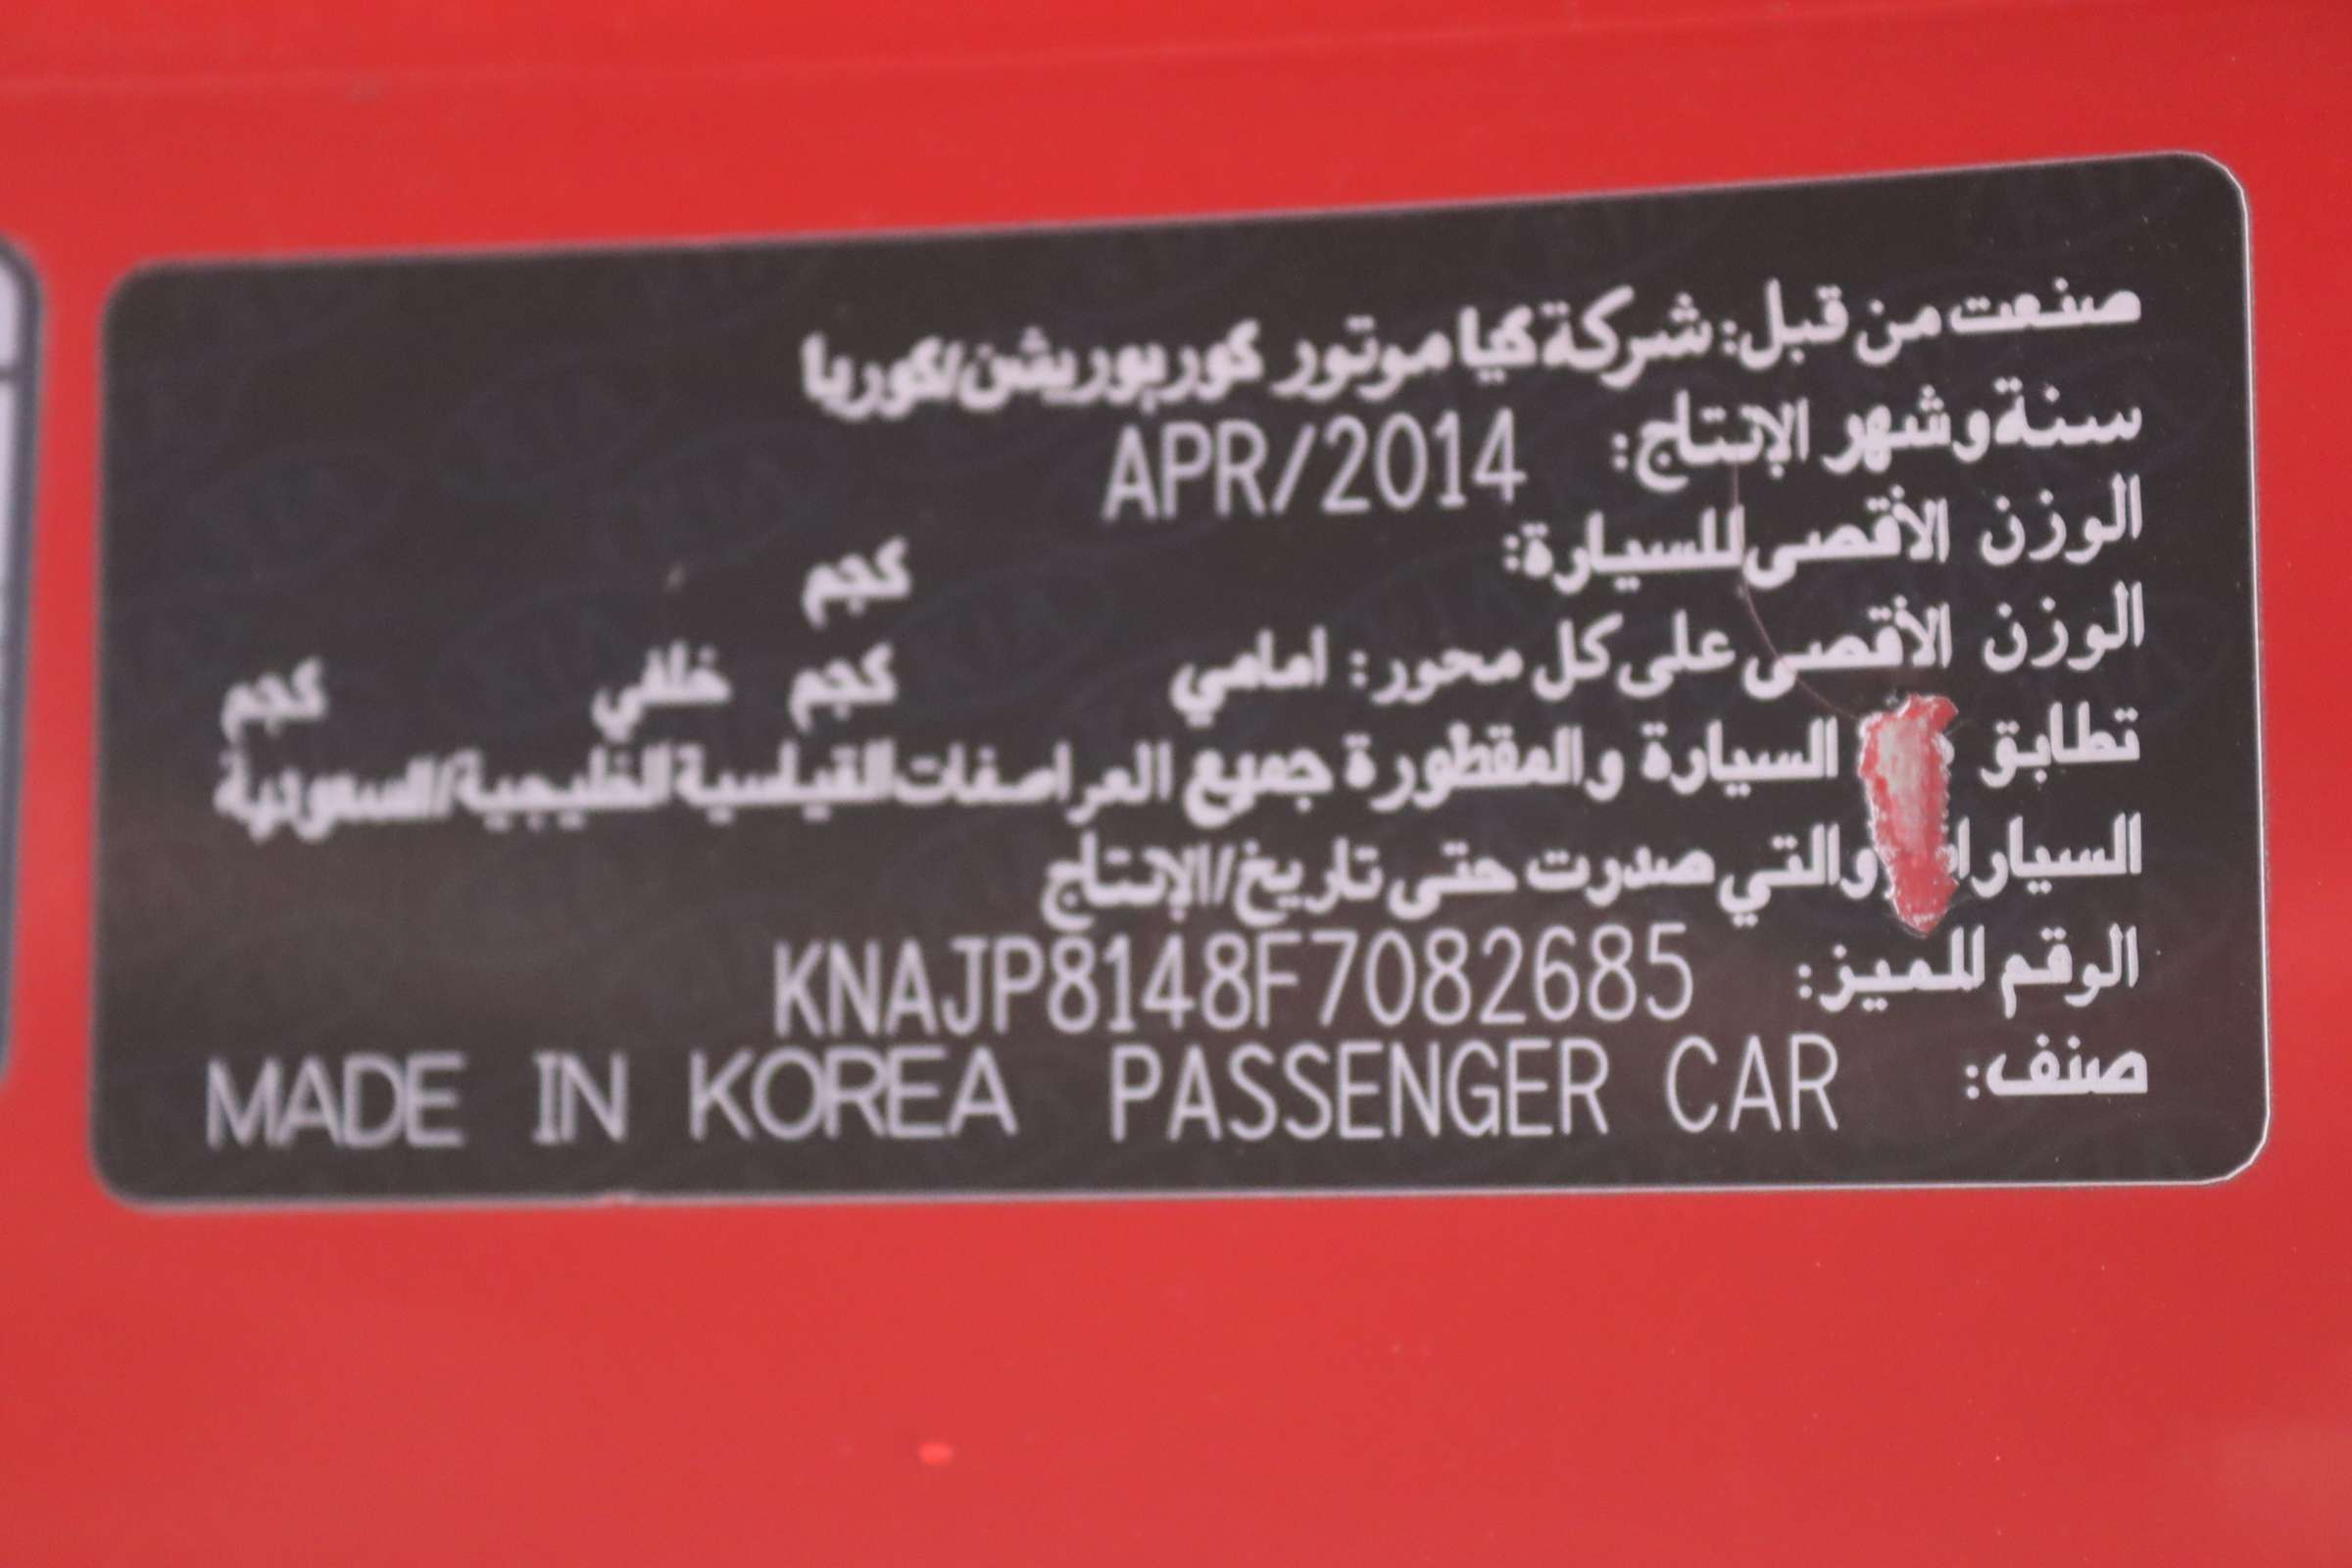 صنعت من قبل: شركة كيا موتور كوربوريشن/كوريا
سنة وشهر الإنتاج: APR/2014
الوزن الأقصى للسيارة: كجم
الوزن الأقصى على كل محور: امامي كجم خلفي كجم
تطابق السيارة والمقطورة جميع المراصفات القياسية الخليجية/السعودية
والتي صدرت حتى تاريخ/الإنتاج
الرقم المميز: KNAJP8148F7082685
صنف: PASSENGER CAR MADE IN KOREA